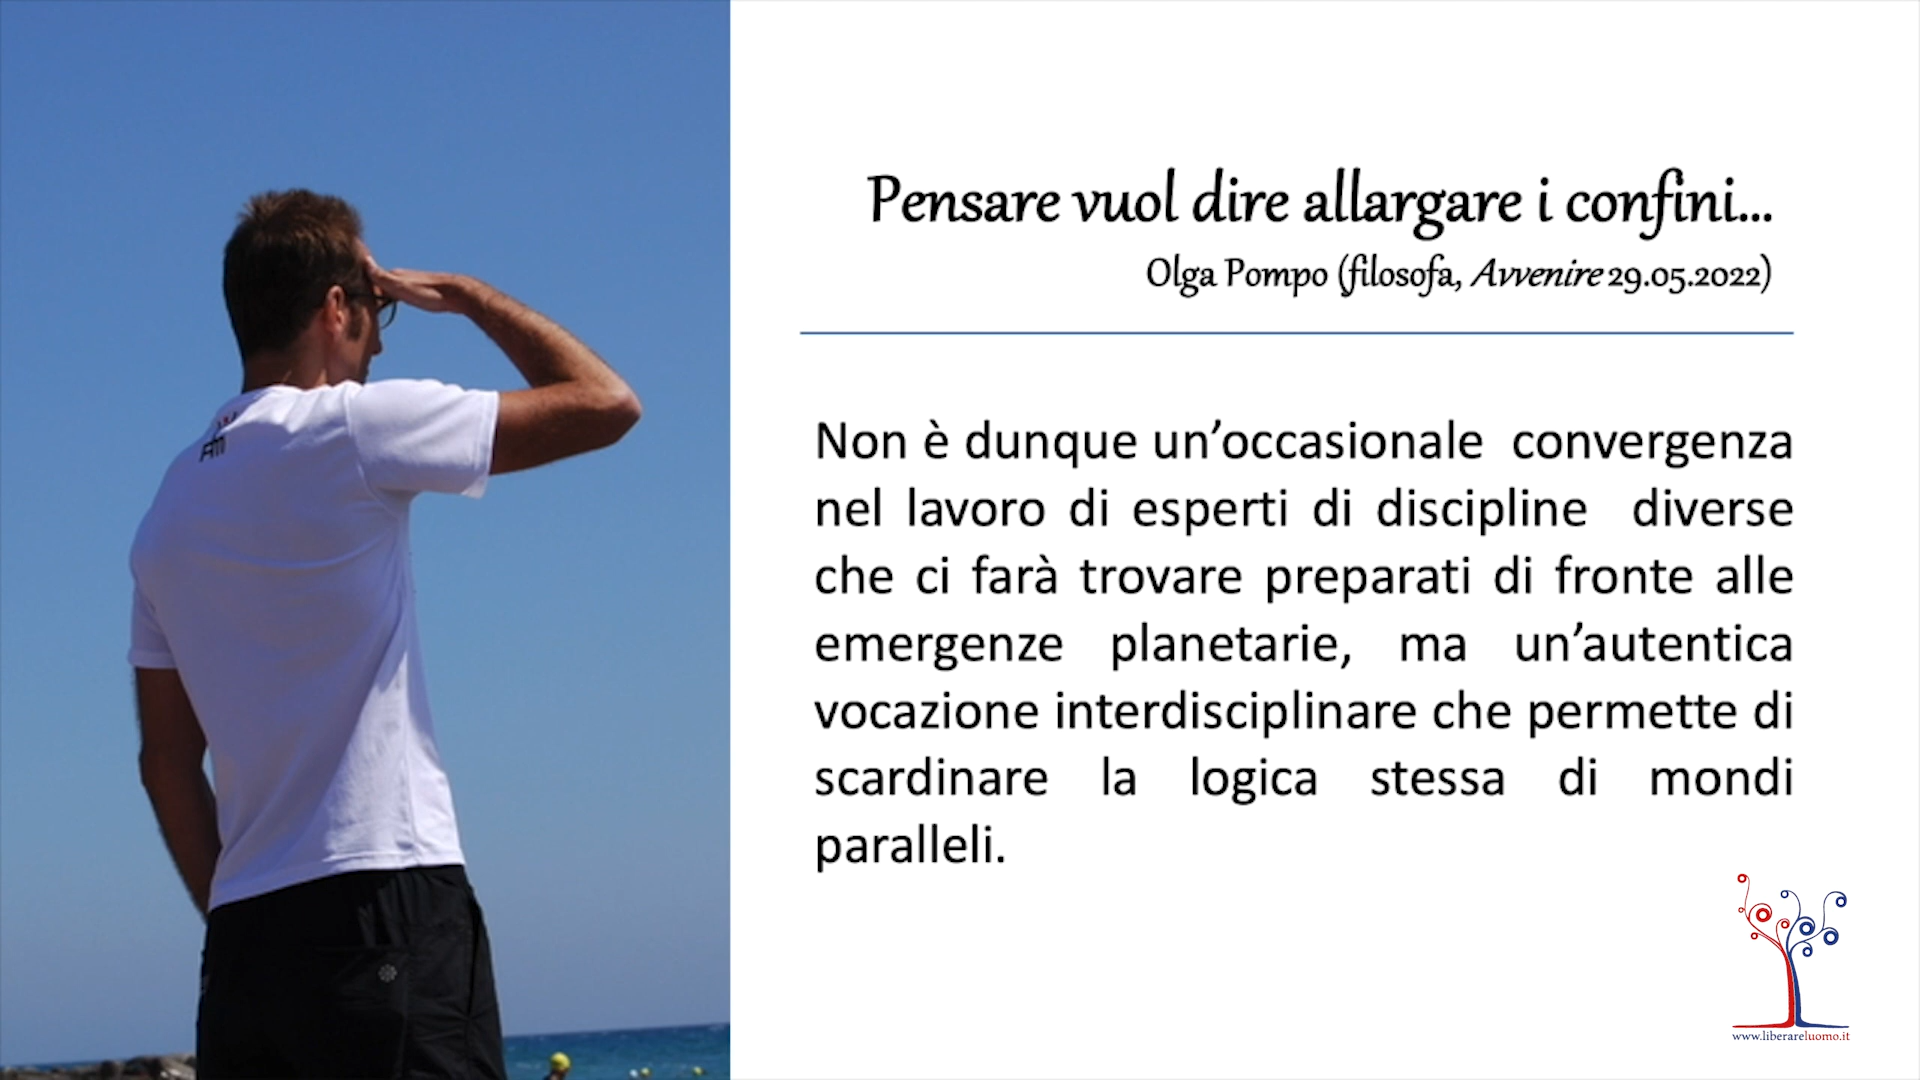 Pensare vuol dire allargare i confini...
Olga Pompo (filosofa, Avvenire 29.05.2022)
Non è dunque un’occasionale convergenza
nel lavoro di esperti di discipline diverse
che ci farà trovare preparati di fronte alle
emergenze planetarie, ma un’autentica
vocazione interdisciplinare che permette di
scardinare la logica stessa di mondi
paralleli.
www.liberareluomo.it